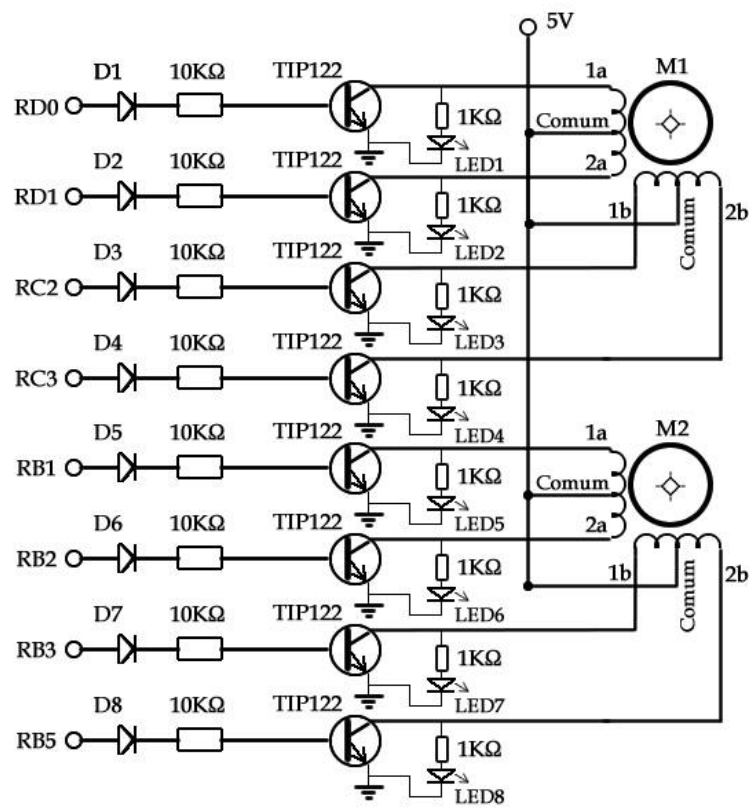 5V
D1 10KΩ TIP122 1a M1
RD0 1KΩ Comum
LED1
D2 10KΩ TIP122 2a
RD1 1KΩ 1b Comum 2b
LED2
D3 10KΩ TIP122
RC2 1KΩ
LED3
D4 10KΩ TIP122
RC3 1KΩ
LED4
D5 10KΩ TIP122 1a M2
RB1 1KΩ Comum
LED5
D6 10KΩ TIP122 2a
RB2 1KΩ 1b Comum 2b
LED6
D7 10KΩ TIP122
RB3 1KΩ
LED7
D8 10KΩ TIP122
RB5 1KΩ
LED8